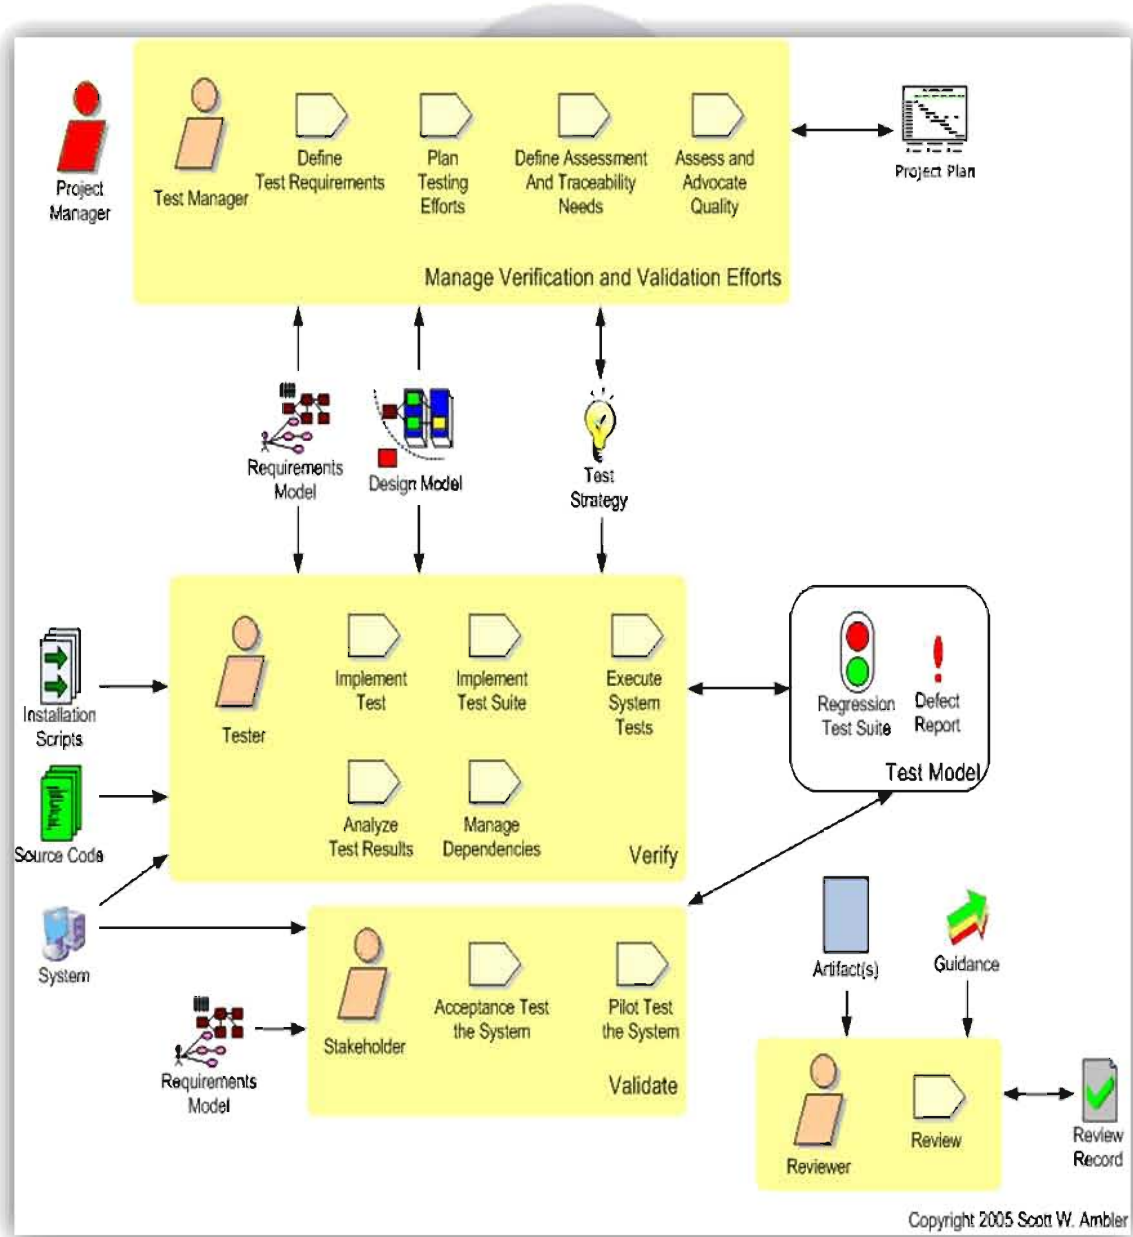 Project
Manager
Test Manager
Define
Test Requirements
Plan
Testing
Efforts
Define Assessment
And Traceability
Needs
Assess and
Advocate
Quality
Project Plan
Manage Verification and Validation Efforts
Requirements
Model
Design Model
Test
Strategy
Installation
Scripts
Tester
Implement
Test
Implement
Test Suite
Execute
System
Tests
Regression
Test Suite
Defect
Report
Test Model
Source Code
Analyze
Test Results
Manage
Dependencies
Verify
System
Stakeholder
Acceptance Test
the System
Pilot Test
the System
Validate
Requirements
Model
Artifact(s)
Guidance
Reviewer
Review
Review
Record
Copyright 2005 Scott W. Ambler